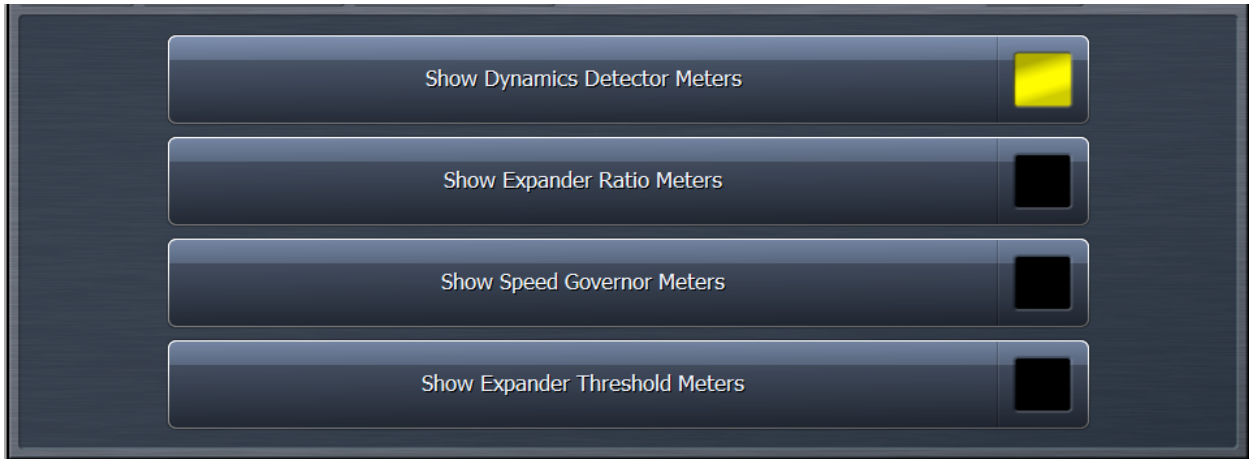 Show Dynamics Detector Meters
Show Expander Ratio Meters
Show Speed Governor Meters
Show Expander Threshold Meters